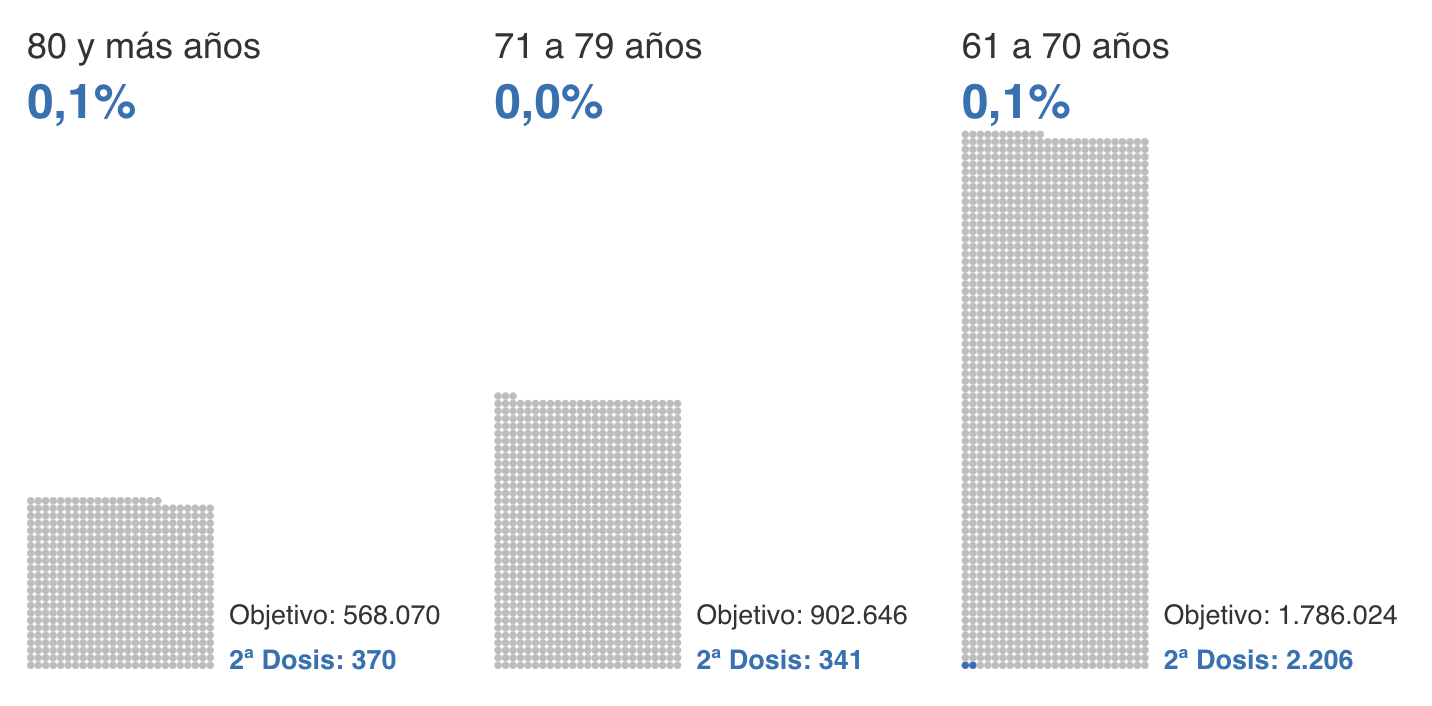 80 y más años
0,1%
Objetivo: 568.070
2ª Dosis: 370
71 a 79 años
0,0%
Objetivo: 902.646
2ª Dosis: 341
61 a 70 años
0,1%
Objetivo: 1.786.024
2ª Dosis: 2.206